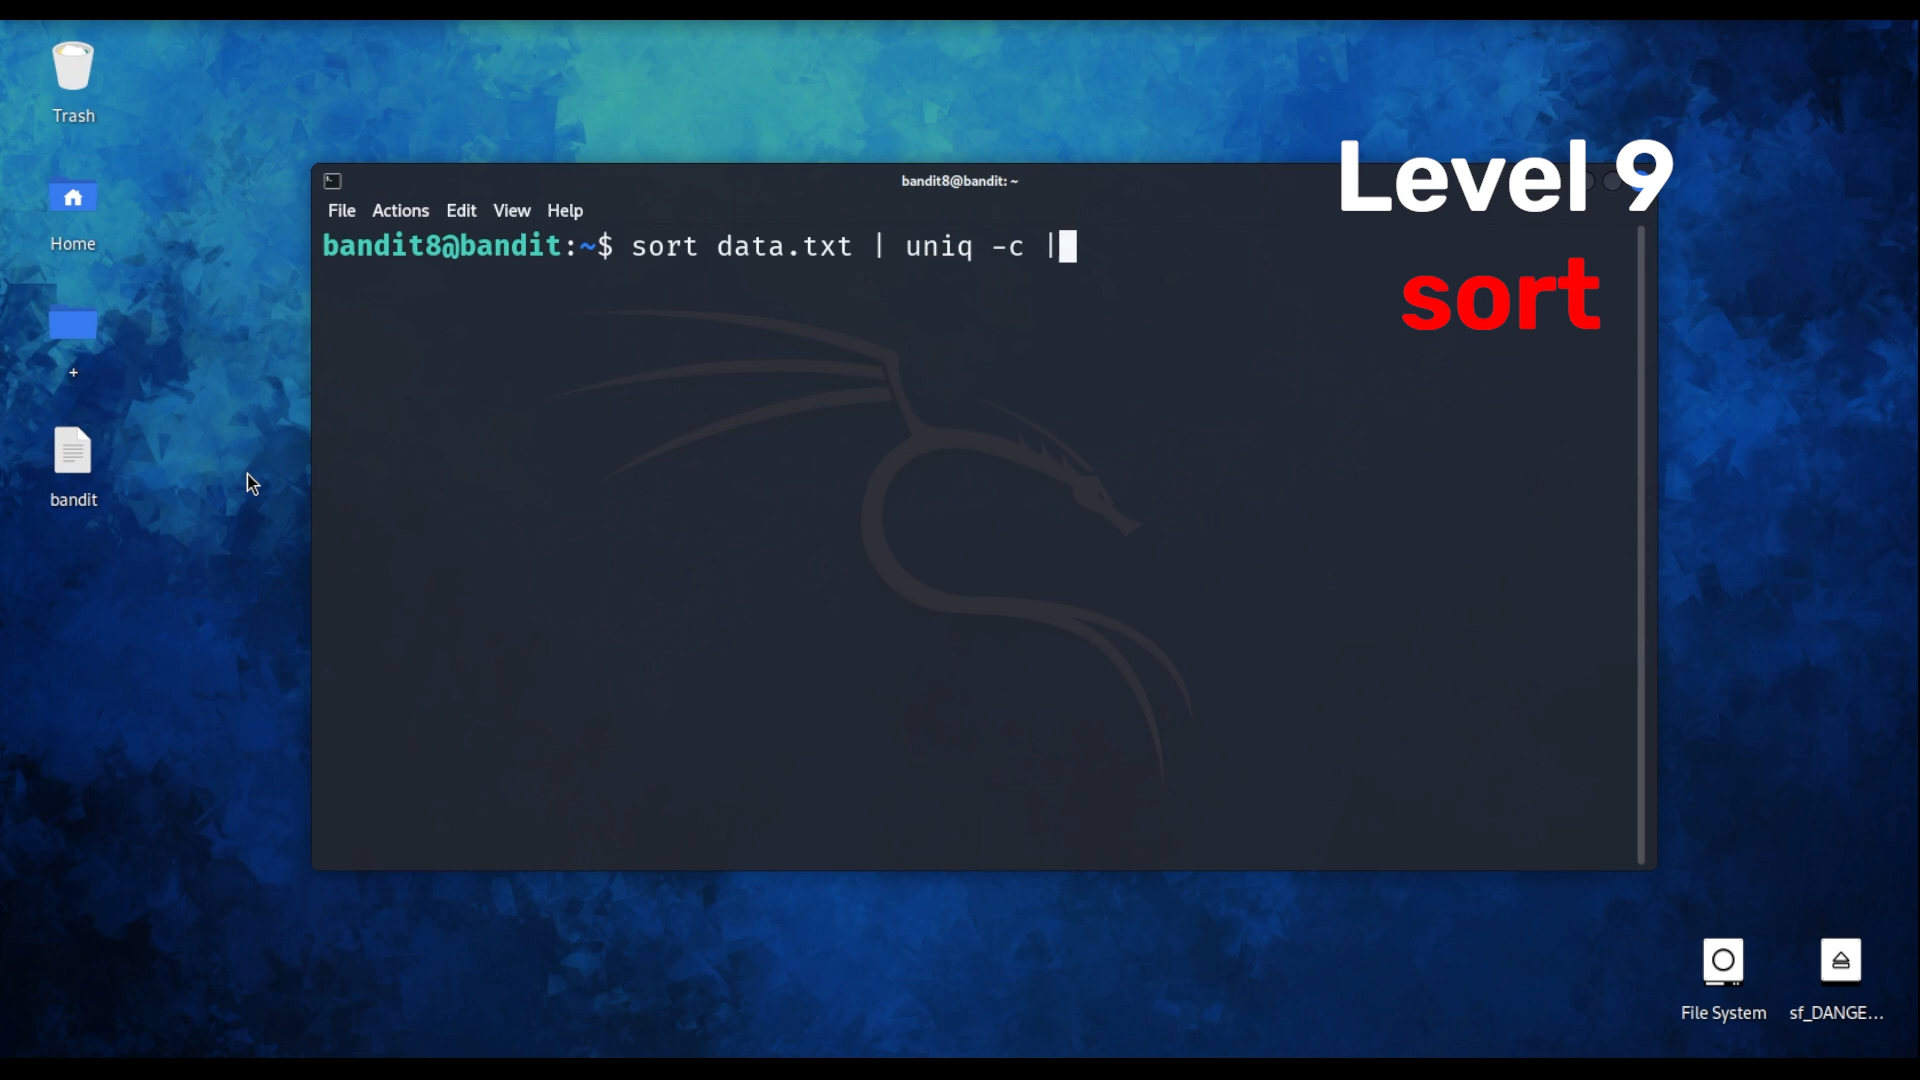 Trash
Home
+
bandit
bandit8@bandit: ~
File Actions Edit View Help
bandit8@bandit:~$ sort data.txt | uniq -c |
Level 9
sort
File System
sf_DANGE...